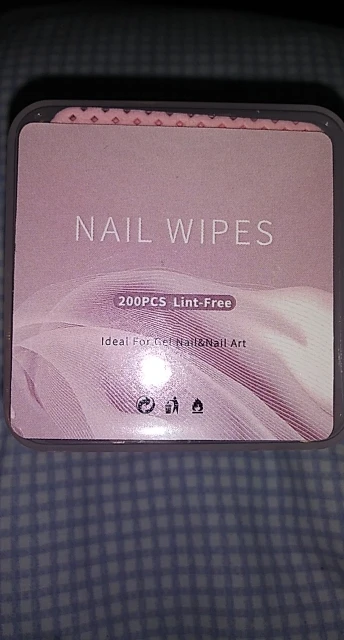 NAIL WIPES
200PCS Lint-Free
Ideal For Gel Nail&Nail Art